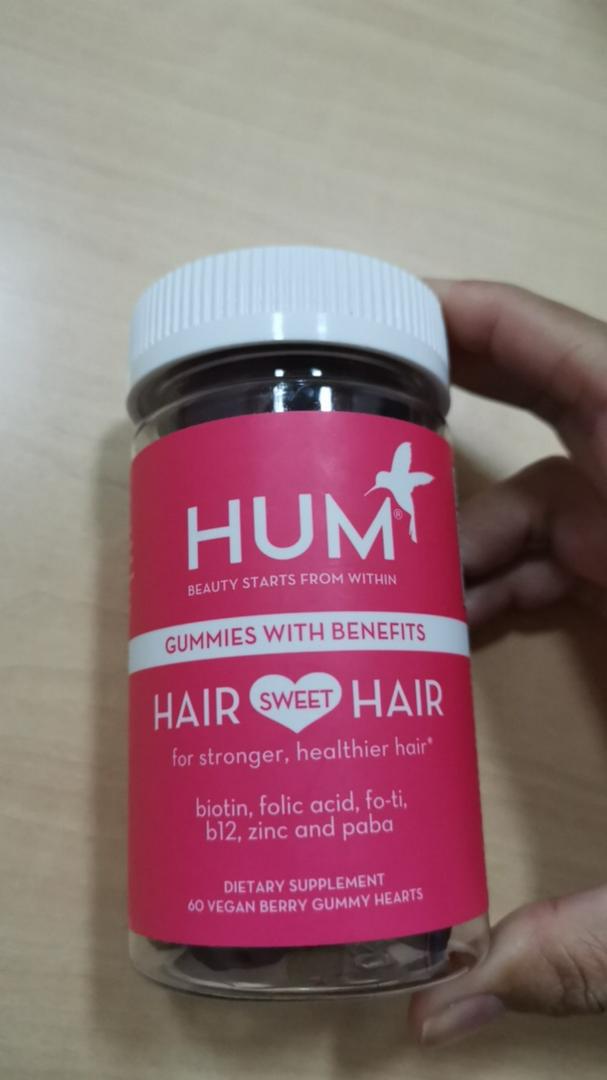 HUM®
BEAUTY STARTS FROM WITHIN
GUMMIES WITH BENEFITS
HAIR SWEET HAIR
for stronger, healthier hair*
biotin, folic acid, fo-ti,
b12, zinc and paba
DIETARY SUPPLEMENT
60 VEGAN BERRY GUMMY HEARTS